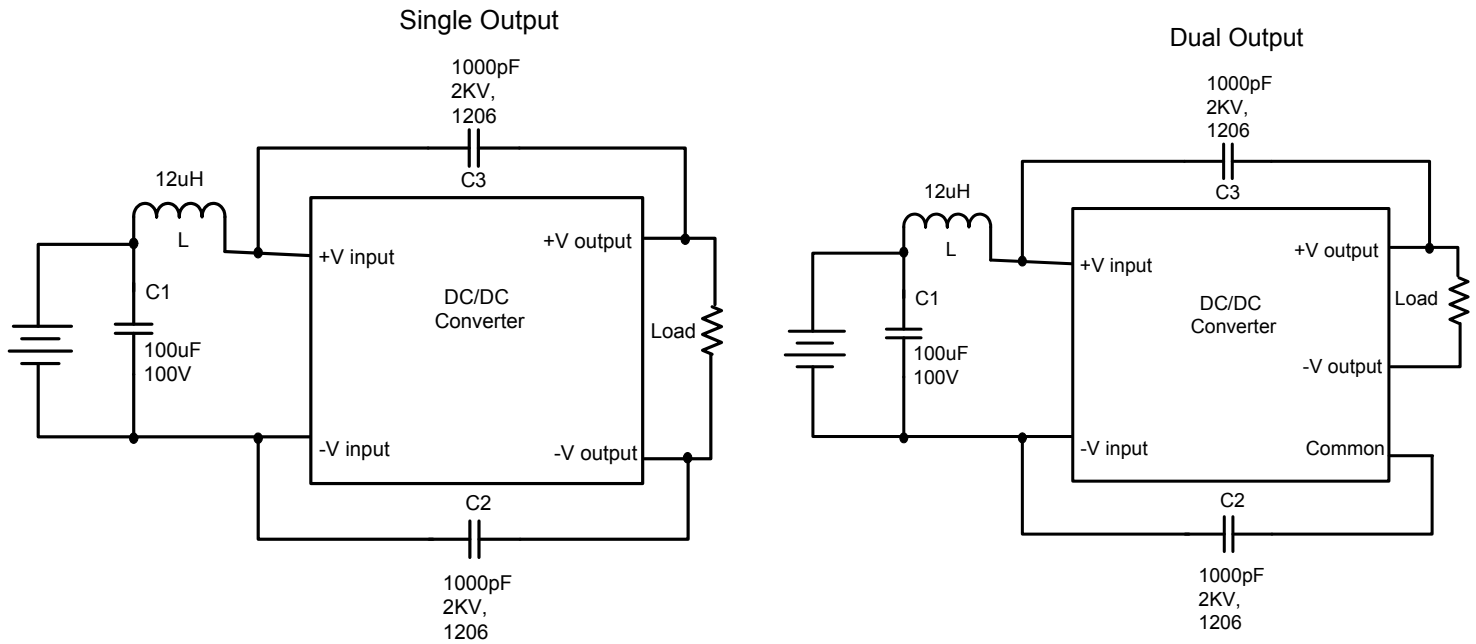 Single Output
1000pF
2KV,
1206
C3
12uH
L
+V input
+V output
C1
DC/DC
Converter
Load
100uF
100V
-V input
-V output
C2
1000pF
2KV,
1206
Dual Output
1000pF
2KV,
1206
C3
12uH
L
+V input
+V output
C1
DC/DC
Converter
Load
100uF
100V
-V output
-V input
Common
C2
1000pF
2KV,
1206